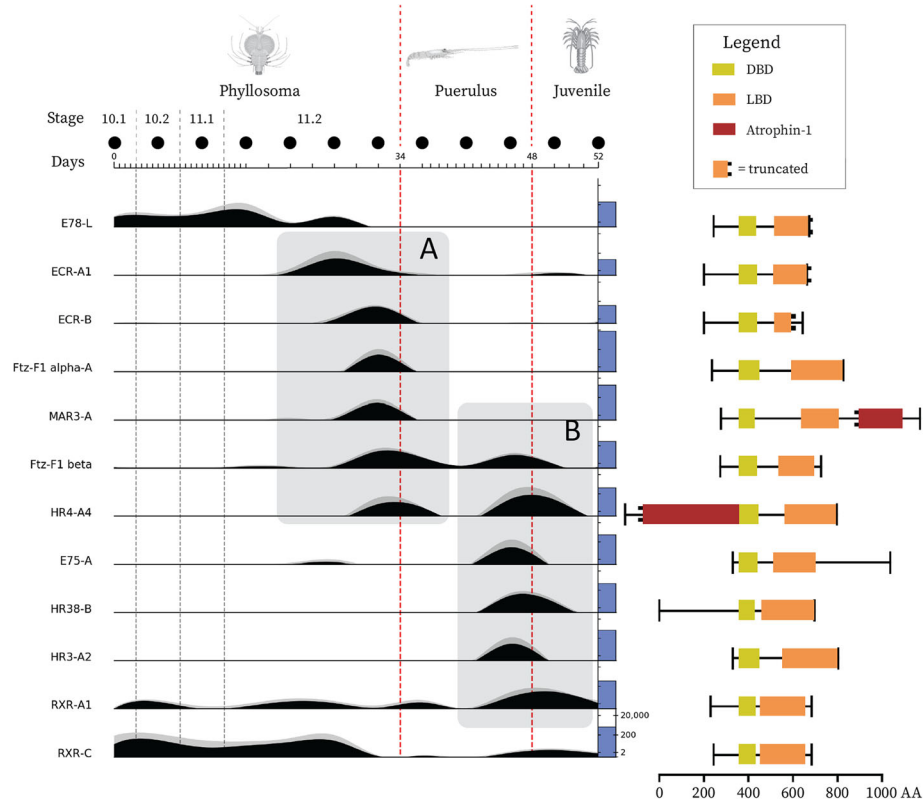 Legend
DBD
LBD
Atrophin-1
= truncated
Phyllosoma
Puerulus
Juvenile
Stage
10.1
10.2
11.1
11.2
Days
0
34
48
52
E78-L
ECR-A1
A
ECR-B
Ftz-F1 alpha-A
MAR3-A
B
Ftz-F1 beta
HR4-A4
E75-A
HR38-B
HR3-A2
RXR-A1
20,000
200
2
RXR-C
0 200 400 600 800 1000 AA